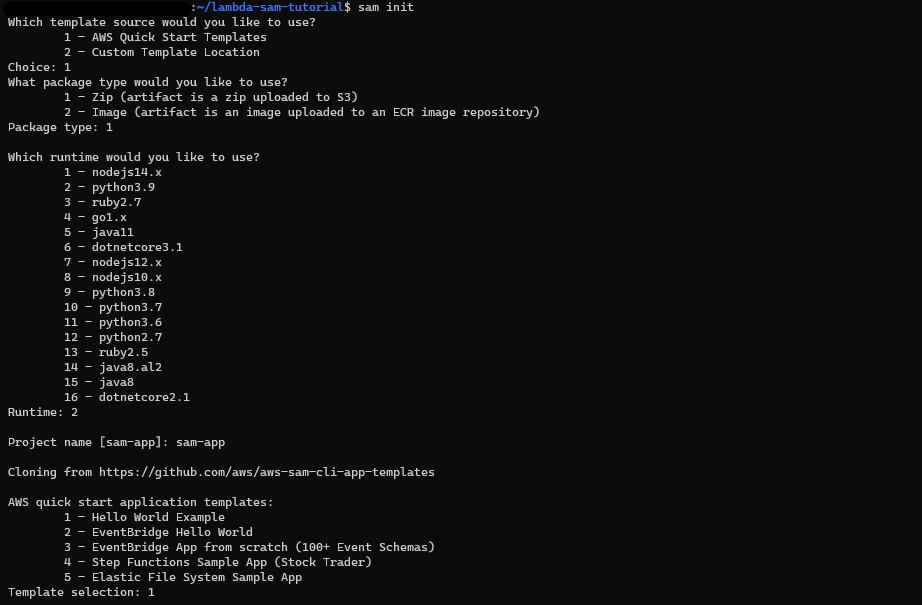 :~/lambda-sam-tutorial$ sam init
Which template source would you like to use?
1 - AWS Quick Start Templates
2 - Custom Template Location
Choice: 1
What package type would you like to use?
1 - Zip (artifact is a zip uploaded to S3)
2 - Image (artifact is an image uploaded to an ECR image repository)
Package type: 1
Which runtime would you like to use?
1 - nodejs14.x
2 - python3.9
3 - ruby2.7
4 - go1.x
5 - java11
6 - dotnetcore3.1
7 - nodejs12.x
8 - nodejs10.x
9 - python3.8
10 - python3.7
11 - python3.6
12 - python2.7
13 - ruby2.5
14 - java8.al2
15 - java8
16 - dotnetcore2.1
Runtime: 2
Project name [sam-app]: sam-app
Cloning from https://github.com/aws/aws-sam-cli-app-templates
AWS quick start application templates:
1 - Hello World Example
2 - EventBridge Hello World
3 - EventBridge App from scratch (100+ Event Schemas)
4 - Step Functions Sample App (Stock Trader)
5 - Elastic File System Sample App
Template selection: 1